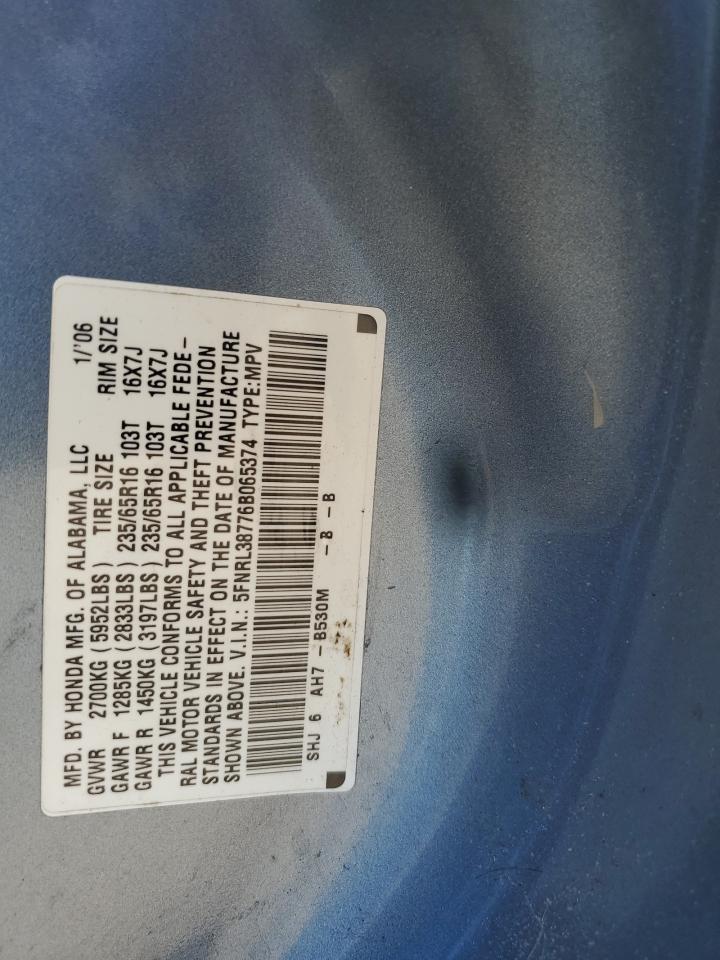 MFD. BY HONDA MFG. OF ALABAMA, LLC 1/'06
GVWR 2700KG (5952LBS) TIRE SIZE RIM SIZE
GAWR F 1285KG (2833LBS) 235/65R16 103T 16X7J
GAWR R 1450KG (3197LBS) 235/65R16 103T 16X7J
THIS VEHICLE CONFORMS TO ALL APPLICABLE FEDE-
RAL MOTOR VEHICLE SAFETY AND THEFT PREVENTION
STANDARDS IN EFFECT ON THE DATE OF MANUFACTURE
SHOWN ABOVE. V.I.N.: 5FNRL38776B065374 TYPE:MPV
SHJ 6 AH7 -B530M -B -B